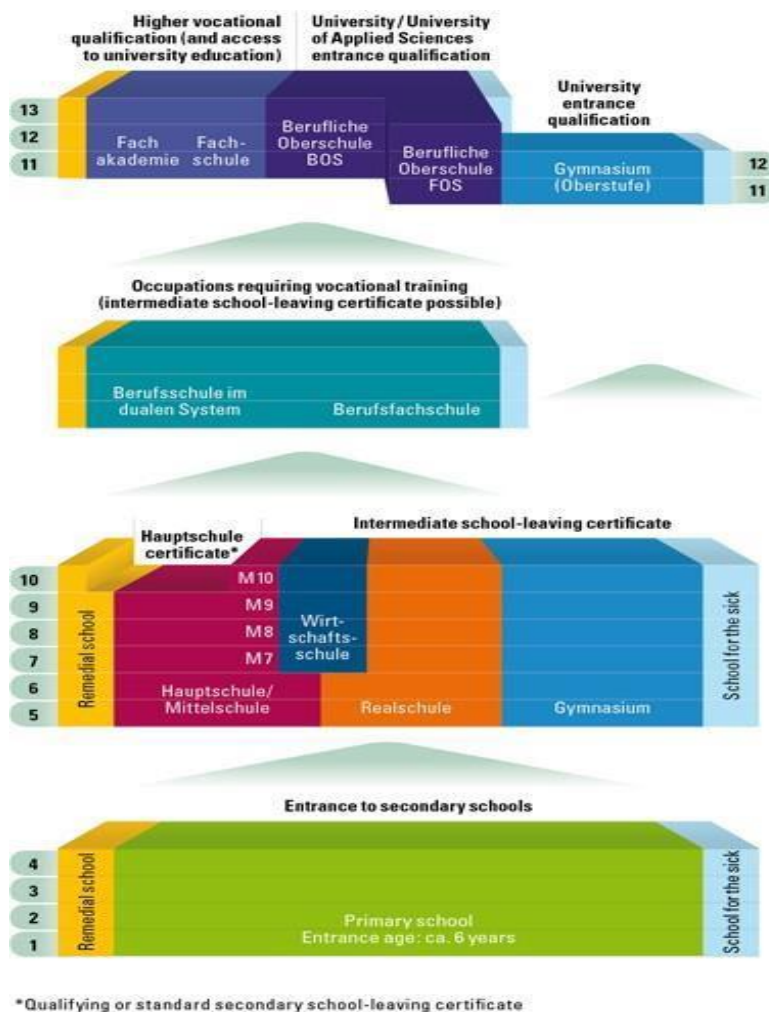 Higher vocational
qualification (and access
to university education)
University / University
of Applied Sciences
entrance qualification
University
entrance
qualification
13
12
11
Fach
akademie
Fach-
schule
Berufliche
Oberschule
BOS
Berufliche
Oberschule
FOS
Gymnasium
(Oberstufe)
12
11
Occupations requiring vocational training
(intermediate school-leaving certificate possible)
Berufsschule im
dualen System
Berufsfachschule
Hauptschule
certificate*
Intermediate school-leaving certificate
10
9
8
7
6
5
Remedial school
M10
M9
M8
M7
Hauptschule/
Mittelschule
Wirt-
schafts-
schule
Realschule
Gymnasium
School for the sick
Entrance to secondary schools
4
3
2
1
Remedial school
Primary school
Entrance age: ca. 6 years
School for the sick
*Qualifying or standard secondary school-leaving certificate